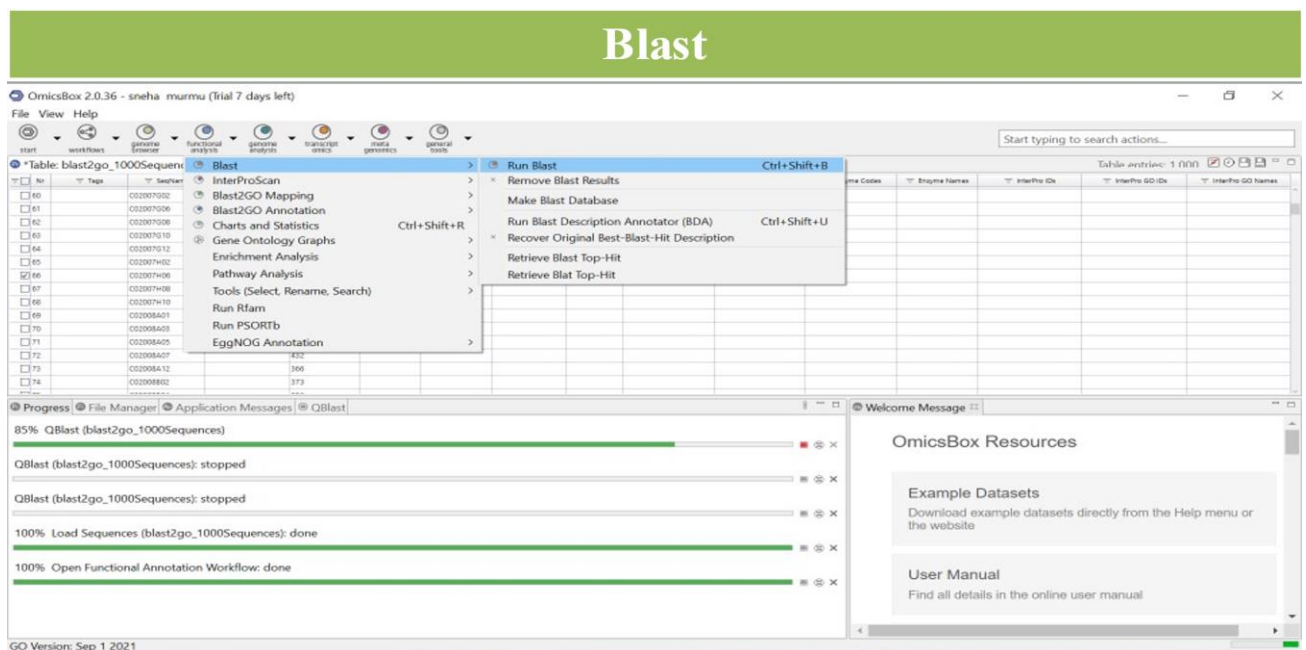 Blast
OmicsBox 2.0.36 - sneha murmu (Trial 7 days left)
File View Help
start workflows genome browser functional analysis genome analysis transcript omics meta genomics general tools
Start typing to search actions...
*Table: blast2go_1000Sequenc
Table entries: 1 000
Nr Tags SeqNam
me Codes Enzyme Names InterPro IDs InterPro GO IDs InterPro GO Names
Blast
InterProScan
Blast2GO Mapping
Blast2GO Annotation
Charts and Statistics Ctrl+Shift+R
Gene Ontology Graphs
Enrichment Analysis
Pathway Analysis
Tools (Select, Rename, Search)
Run Rfam
Run PSORTb
EggNOG Annotation
Run Blast Ctrl+Shift+B
Remove Blast Results
Make Blast Database
Run Blast Description Annotator (BDA) Ctrl+Shift+U
Recover Original Best-Blast-Hit Description
Retrieve Blast Top-Hit
Retrieve Blat Top-Hit
60 C02007G02
61 C02007G06
62 C02007G08
63 C02007G10
64 C02007G12
65 C02007H02
66 C02007H06
67 C02007H08
68 C02007H10
69 C02008A01
70 C02008A03
71 C02008A05
72 C02008A07 432
73 C02008A12 366
74 C02008B02 373
Progress File Manager Application Messages QBlast
85% QBlast (blast2go_1000Sequences)
QBlast (blast2go_1000Sequences): stopped
QBlast (blast2go_1000Sequences): stopped
100% Load Sequences (blast2go_1000Sequences): done
100% Open Functional Annotation Workflow: done
Welcome Message
OmicsBox Resources
Example Datasets
Download example datasets directly from the Help menu or
the website
User Manual
Find all details in the online user manual
GO Version: Sep 1 2021